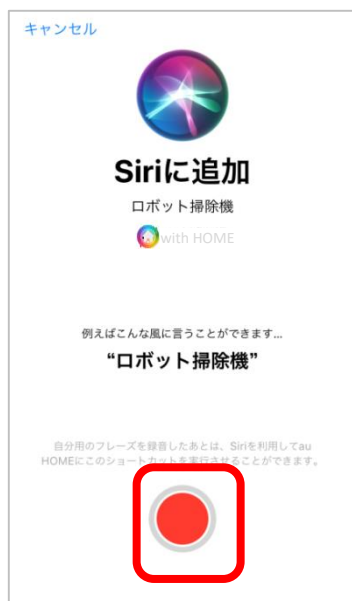 キャンセル
Siriに追加
ロボット掃除機
with HOME
例えばこんな風に言うことができます...
“ロボット掃除機”
自分用のフレーズを録音したあとは、Siriを利用してau
HOMEにこのショートカットを実行させることができます。